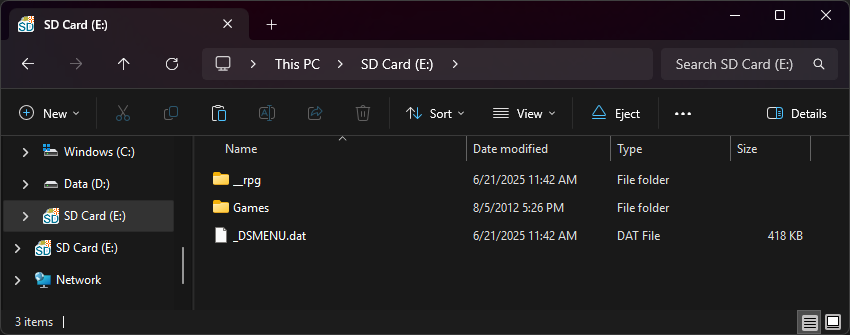 SD Card (E:)
This PC > SD Card (E:) >
Search SD Card (E:)
New
Sort
View
Eject
Details
Windows (C:)
Data (D:)
SD Card (E:)
SD Card (E:)
Network
Name Date modified Type Size
__rpg 6/21/2025 11:42 AM File folder
Games 8/5/2012 5:26 PM File folder
_DSMENU.dat 6/21/2025 11:42 AM DAT File 418 KB
3 items